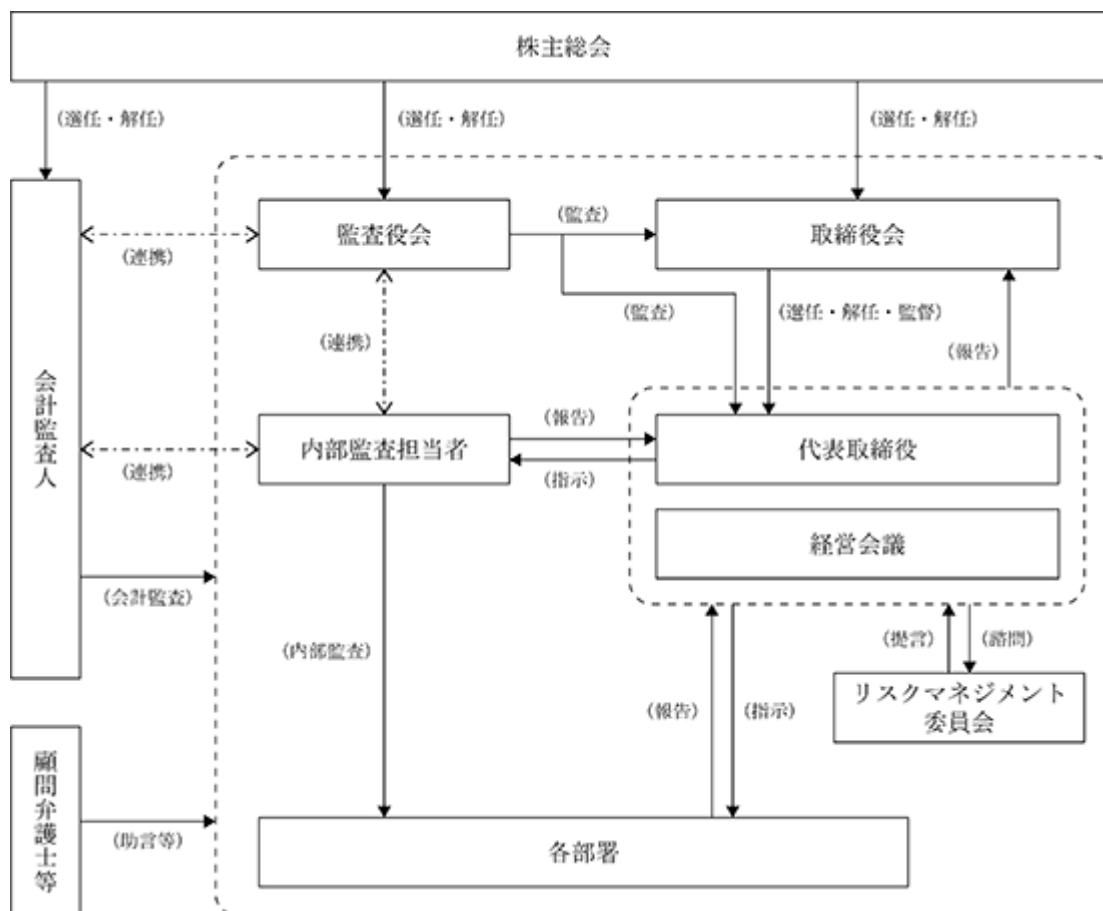 株主総会
(選任・解任)
(選任・解任)
(選任・解任)
監査役会
(監査)
取締役会
(連携)
(監査)
(選任・解任・監督)
(連携)
(報告)
会計監査人
内部監査担当者
(報告)
代表取締役
(連携)
(指示)
経営会議
(会計監査)
(内部監査)
(提言)
(諮問)
リスクマネジメント
委員会
(報告)
(指示)
顧問弁護士等
(助言等)
各部署